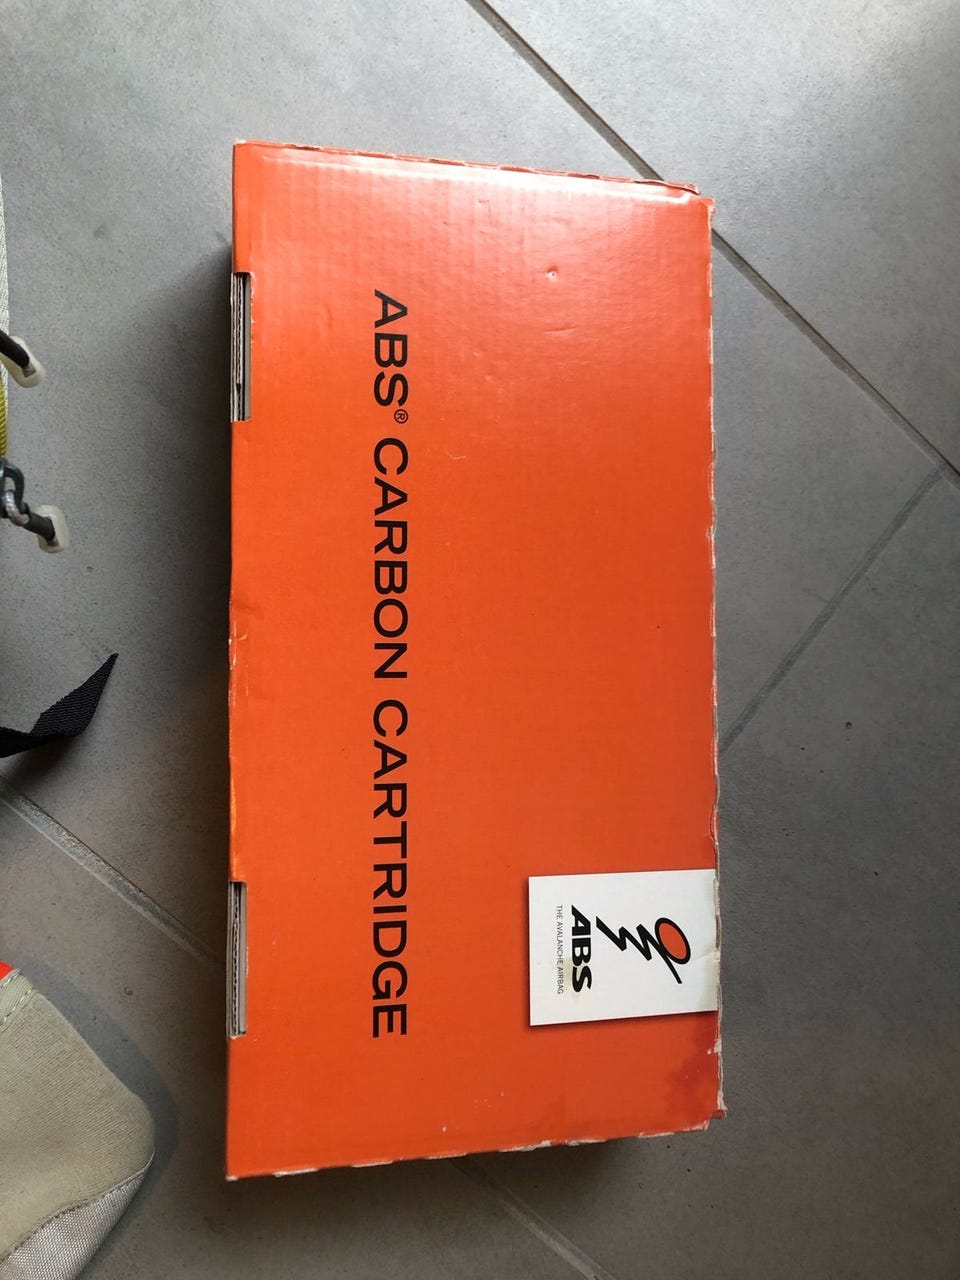 ABS® CARBON CARTRIDGE
ABS
THE AVALANCHE AIRBAG